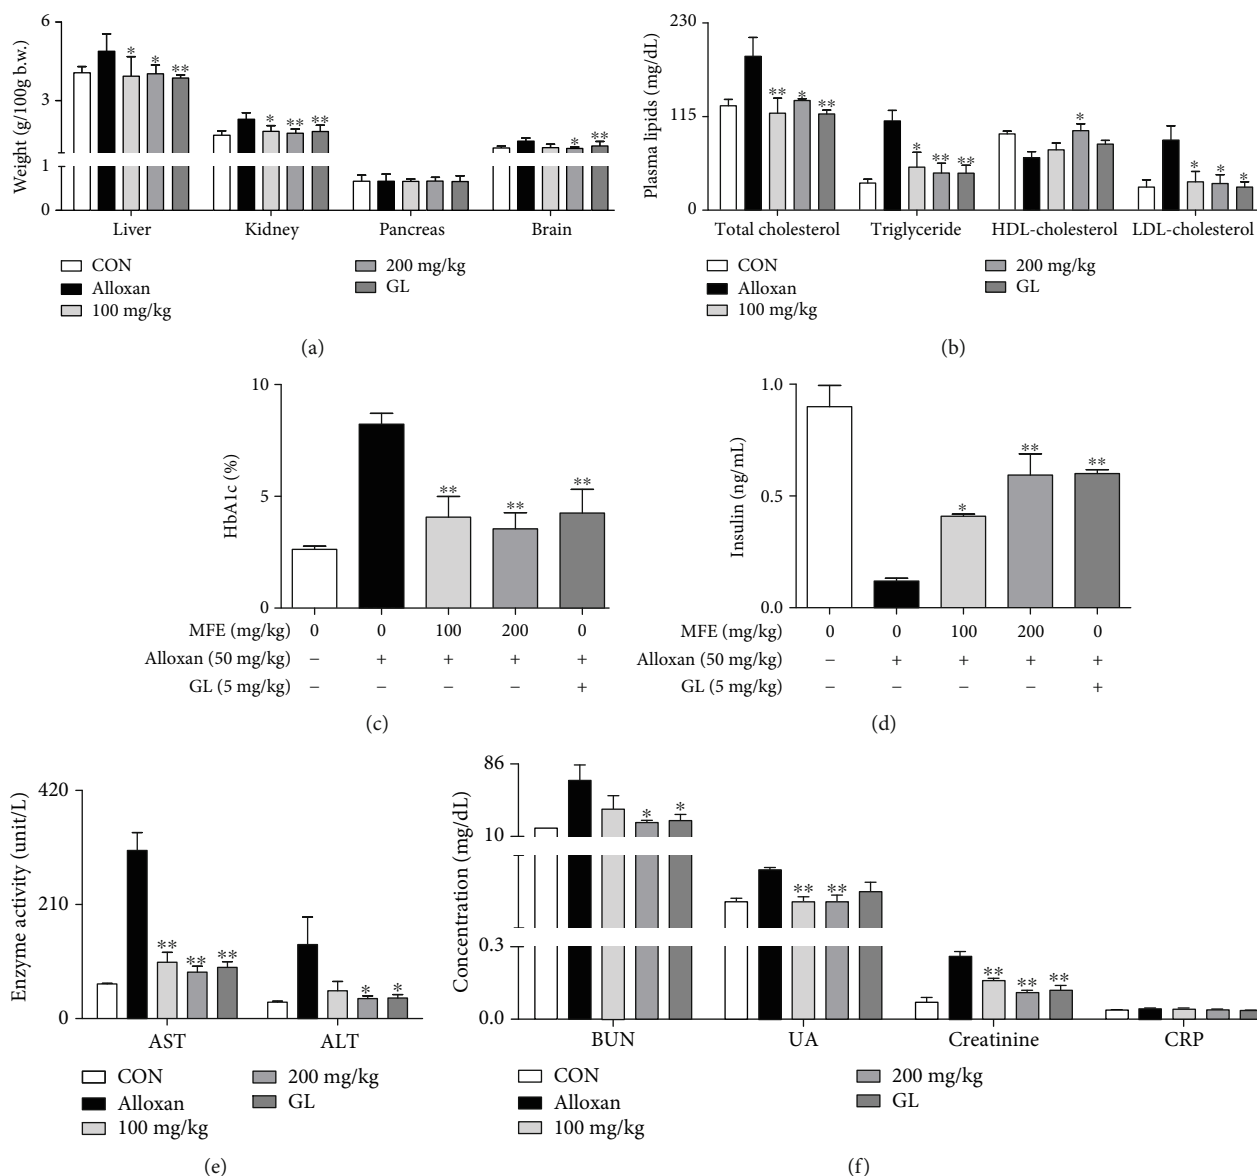 6
3
1
0
Weight (g/100g b.w.)
* * **
* ** **
* **
Liver Kidney Pancreas Brain
CON
Alloxan
100 mg/kg
200 mg/kg
GL
(a)
230
115
0
Plasma lipids (mg/dL)
** * **
* ** **
*
* * *
Total cholesterol Triglyceride HDL-cholesterol LDL-cholesterol
CON
Alloxan
100 mg/kg
200 mg/kg
GL
(b)
10
5
0
HbA1c (%)
** ** **
MFE (mg/kg) 0 0 100 200 0
Alloxan (50 mg/kg) − + + + +
GL (5 mg/kg) − − − − +
(c)
1.0
0.5
0.0
Insulin (ng/mL)
* ** **
MFE (mg/kg) 0 0 100 200 0
Alloxan (50 mg/kg) − + + + +
GL (5 mg/kg) − − − − +
(d)
420
210
0
Enzyme activity (unit/L)
** ** **
* *
AST ALT
CON
Alloxan
100 mg/kg
200 mg/kg
GL
(e)
86
10
0.3
0.0
Concentration (mg/dL)
* *
** **
** ** **
BUN UA Creatinine CRP
CON
Alloxan
100 mg/kg
200 mg/kg
GL
(f)